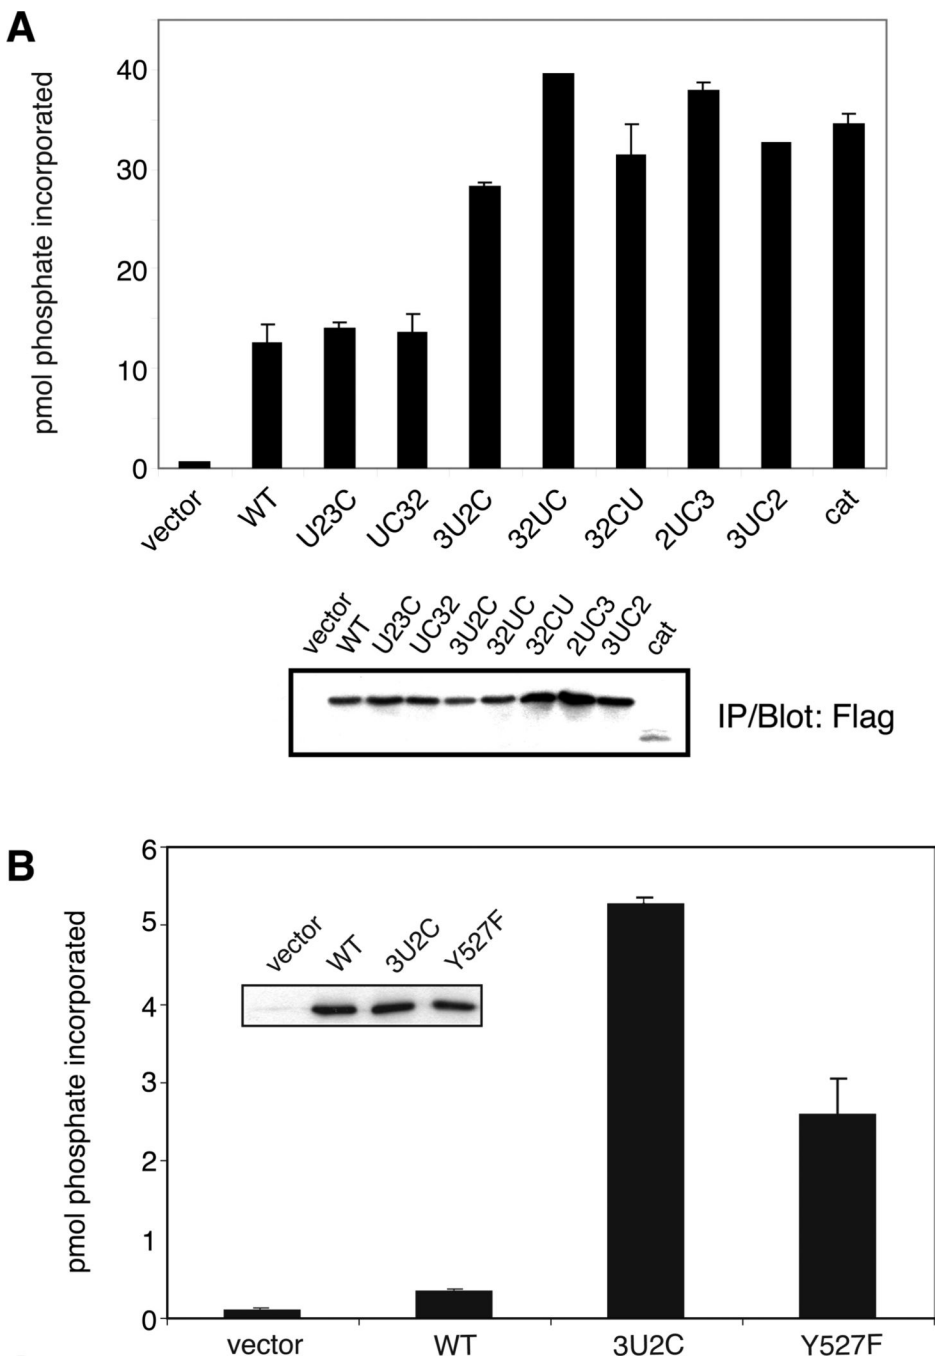 A
pmol phosphate incorporated
40
30
20
10
0
vector WT U23C UC32 3U2C 32UC 32CU 2UC3 3UC2 cat
vector WT U23C UC32 3U2C 32UC 32CU 2UC3 3UC2 cat
IP/Blot: Flag
B
pmol phosphate incorporated
6
5
4
3
2
1
0
vector WT 3U2C Y527F
vector WT 3U2C Y527F